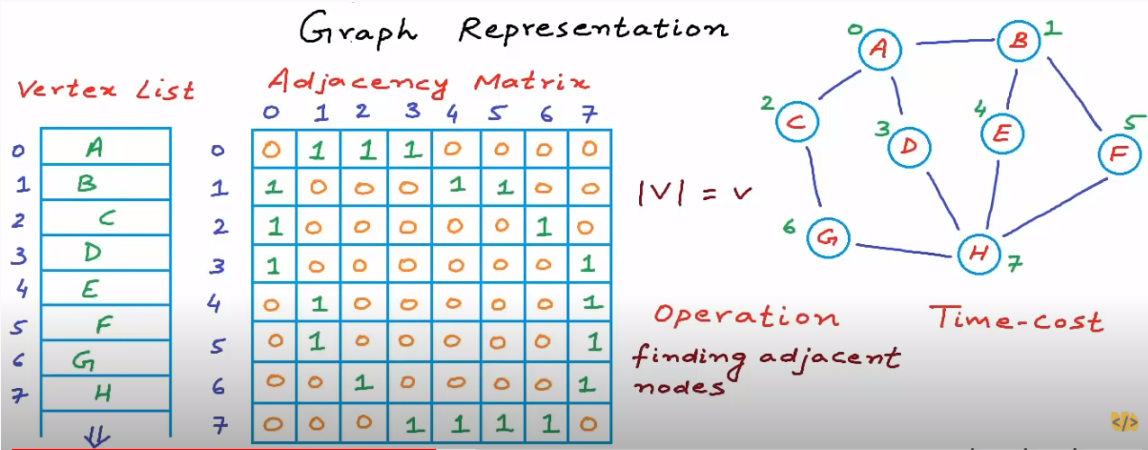 Graph Representation
Vertex List
0 A
1 B
2 C
3 D
4 E
5 F
6 G
7 H
Adjacency Matrix
0 1 2 3 4 5 6 7
0 0 1 1 1 0 0 0 0
1 1 0 0 0 1 1 0 0
2 1 0 0 0 0 0 1 0
3 1 0 0 0 0 0 0 1
4 0 1 0 0 0 0 0 1
5 0 1 0 0 0 0 0 1
6 0 0 1 0 0 0 0 1
7 0 0 0 1 1 1 1 0
|V| = v
0 A
B 1
2 C
3 D
4 E
5 F
6 G
H 7
Operation Time-cost
finding adjacent
nodes
</>